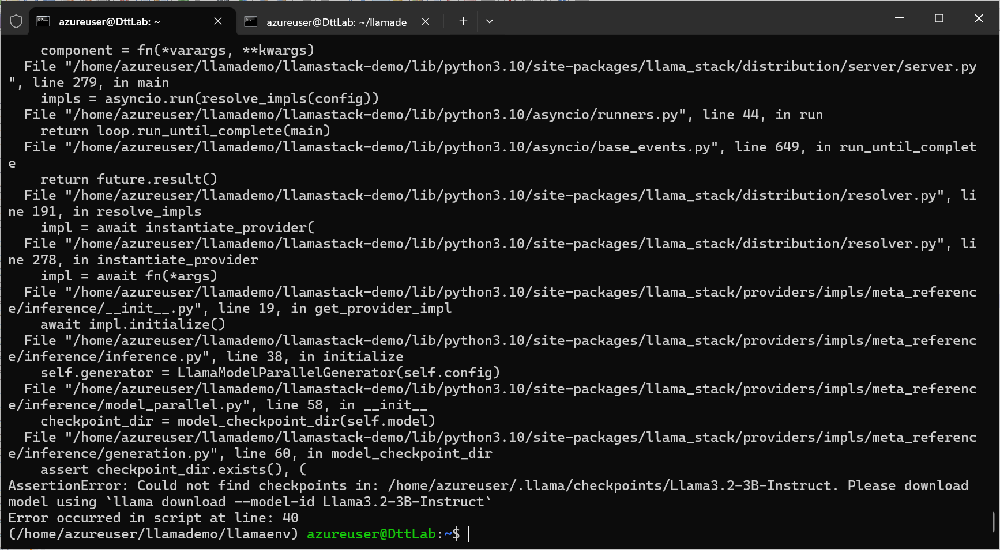 azureuser@DttLab: ~
azureuser@DttLab: ~/llamade
component = fn(*varargs, **kwargs)
File "/home/azureuser/llamademo/llamastack-demo/lib/python3.10/site-packages/llama_stack/distribution/server/server.py
", line 279, in main
impls = asyncio.run(resolve_impls(config))
File "/home/azureuser/llamademo/llamastack-demo/lib/python3.10/asyncio/runners.py", line 44, in run
return loop.run_until_complete(main)
File "/home/azureuser/llamademo/llamastack-demo/lib/python3.10/asyncio/base_events.py", line 649, in run_until_complet
e
return future.result()
File "/home/azureuser/llamademo/llamastack-demo/lib/python3.10/site-packages/llama_stack/distribution/resolver.py", li
ne 191, in resolve_impls
impl = await instantiate_provider(
File "/home/azureuser/llamademo/llamastack-demo/lib/python3.10/site-packages/llama_stack/distribution/resolver.py", li
ne 278, in instantiate_provider
impl = await fn(*args)
File "/home/azureuser/llamademo/llamastack-demo/lib/python3.10/site-packages/llama_stack/providers/impls/meta_referenc
e/inference/__init__.py", line 19, in get_provider_impl
await impl.initialize()
File "/home/azureuser/llamademo/llamastack-demo/lib/python3.10/site-packages/llama_stack/providers/impls/meta_referenc
e/inference/inference.py", line 38, in initialize
self.generator = LlamaModelParallelGenerator(self.config)
File "/home/azureuser/llamademo/llamastack-demo/lib/python3.10/site-packages/llama_stack/providers/impls/meta_referenc
e/inference/model_parallel.py", line 58, in __init__
checkpoint_dir = model_checkpoint_dir(self.model)
File "/home/azureuser/llamademo/llamastack-demo/lib/python3.10/site-packages/llama_stack/providers/impls/meta_referenc
e/inference/generation.py", line 60, in model_checkpoint_dir
assert checkpoint_dir.exists(), (
AssertionError: Could not find checkpoints in: /home/azureuser/.llama/checkpoints/Llama3.2-3B-Instruct. Please download
model using `llama download --model-id Llama3.2-3B-Instruct`
Error occurred in script at line: 40
(/home/azureuser/llamademo/llamaenv) azureuser@DttLab:~$